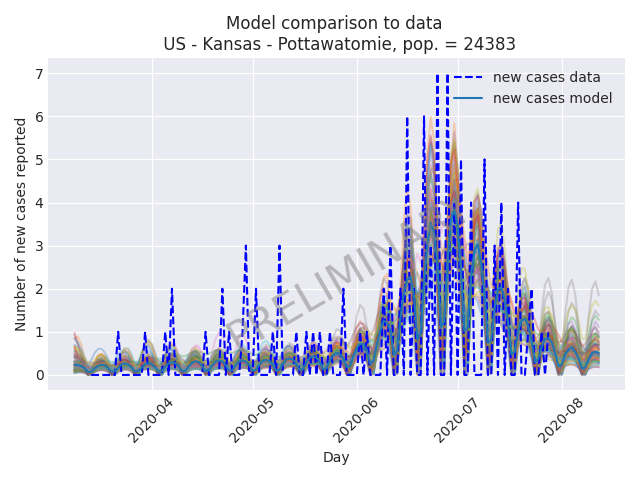 Model comparison to data
US - Kansas - Pottawatomie, pop. = 24383
new cases data
new cases model
Number of new cases reported
7
6
5
4
3
2
1
0
PRELIMINARY
2020-04
2020-05
2020-06
2020-07
2020-08
Day